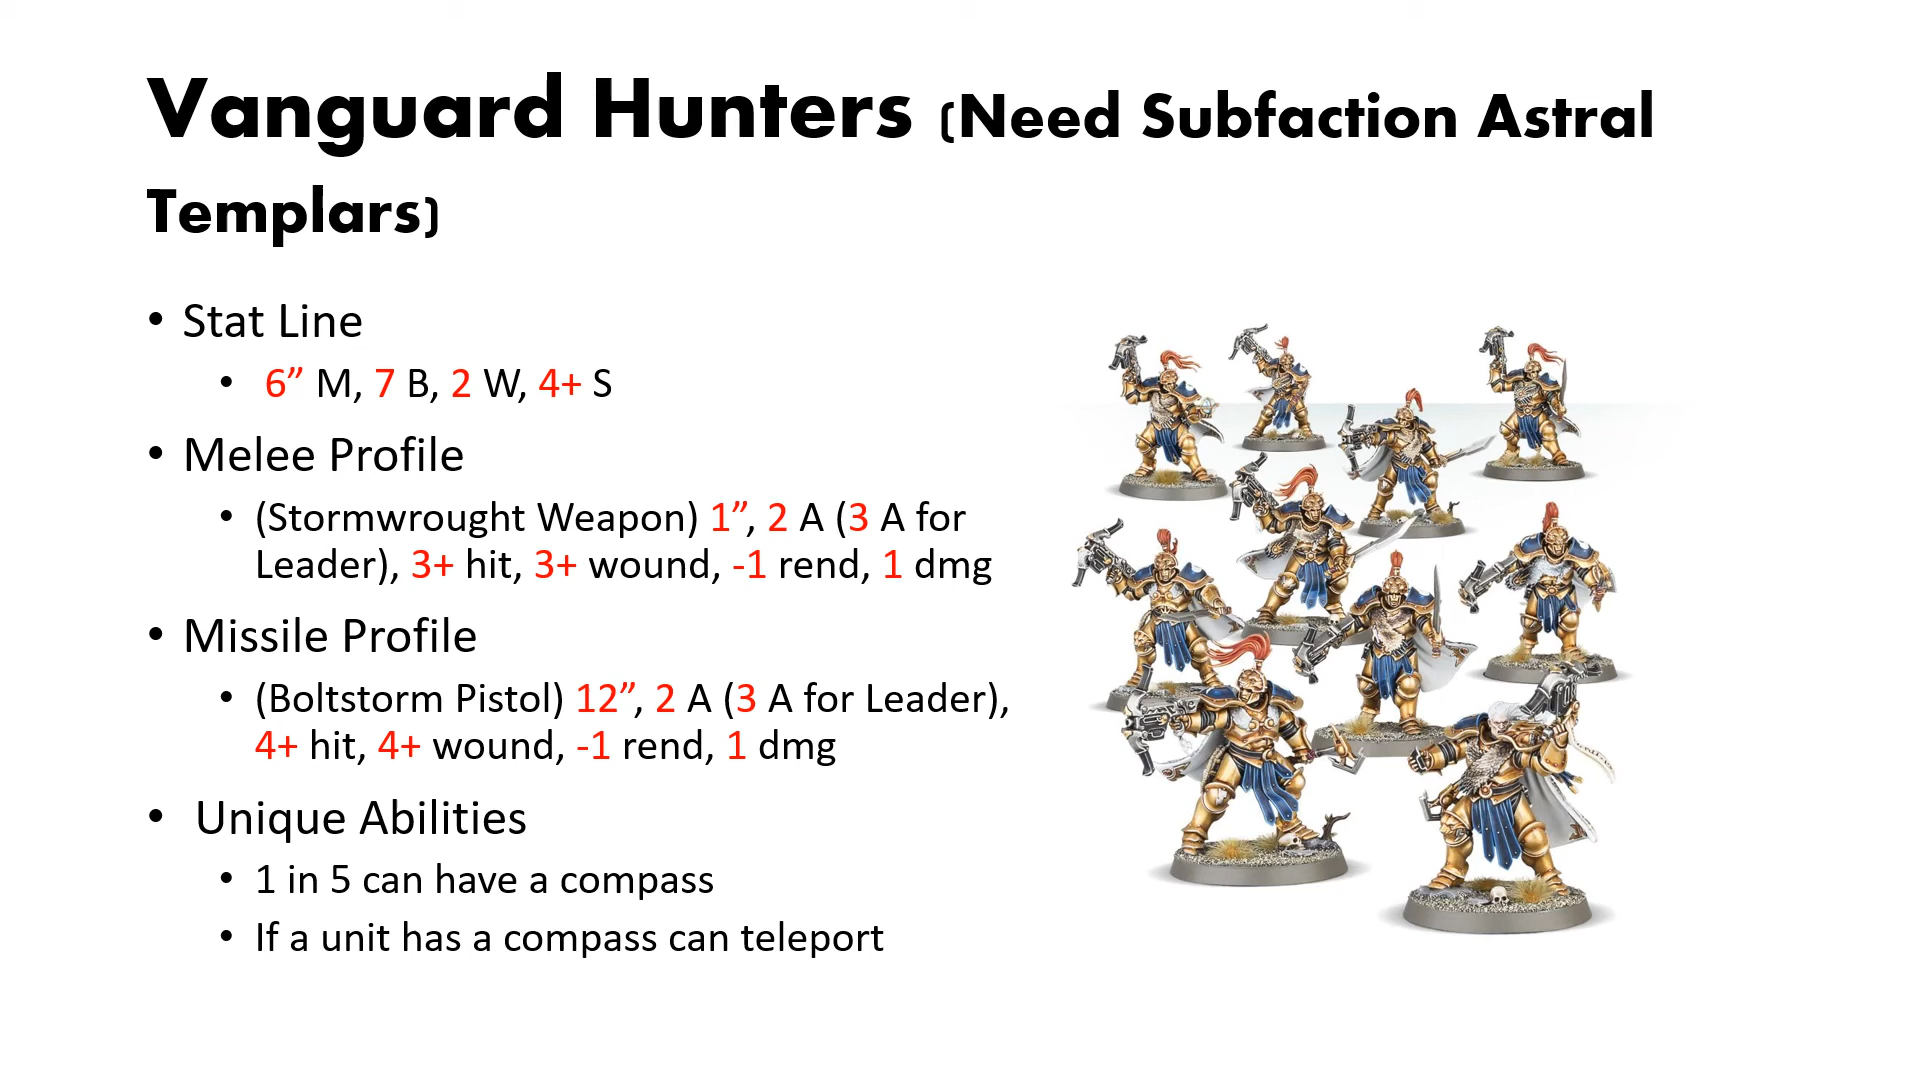 Vanguard Hunters (Need Subfaction Astral
Templars)
• Stat Line
• 6” M, 7 B, 2 W, 4+ S
• Melee Profile
• (Stormwrought Weapon) 1”, 2 A (3 A for
Leader), 3+ hit, 3+ wound, -1 rend, 1 dmg
• Missile Profile
• (Boltstorm Pistol) 12”, 2 A (3 A for Leader),
4+ hit, 4+ wound, -1 rend, 1 dmg
• Unique Abilities
• 1 in 5 can have a compass
• If a unit has a compass can teleport